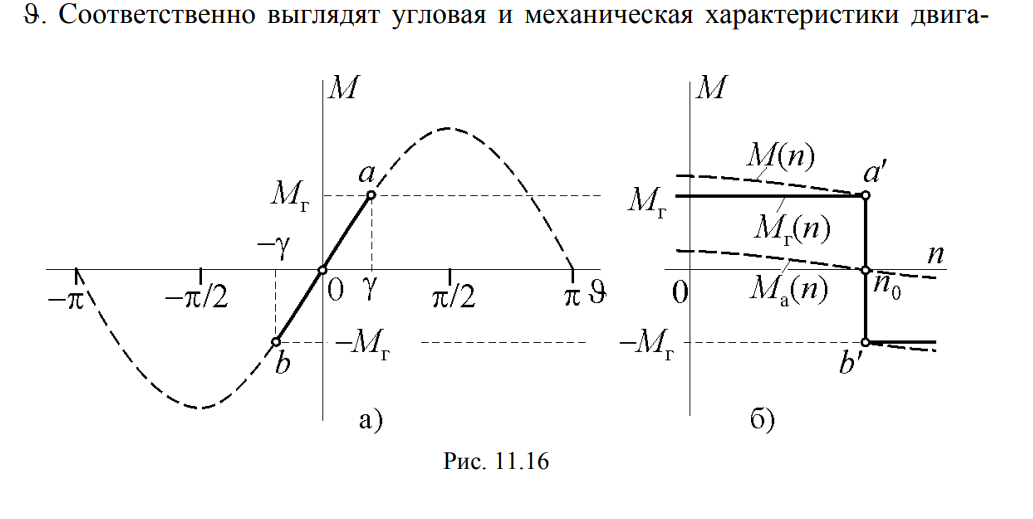 ϑ. Соответственно выглядят угловая и механическая характеристики двига-
M M
a M(n) a′
Mг Mг
Mг(n)
−γ n
−π −π/2 0 γ π/2 π ϑ 0 Mа(n) n0
b −Mг −Mг b′
а) б)
Рис. 11.16